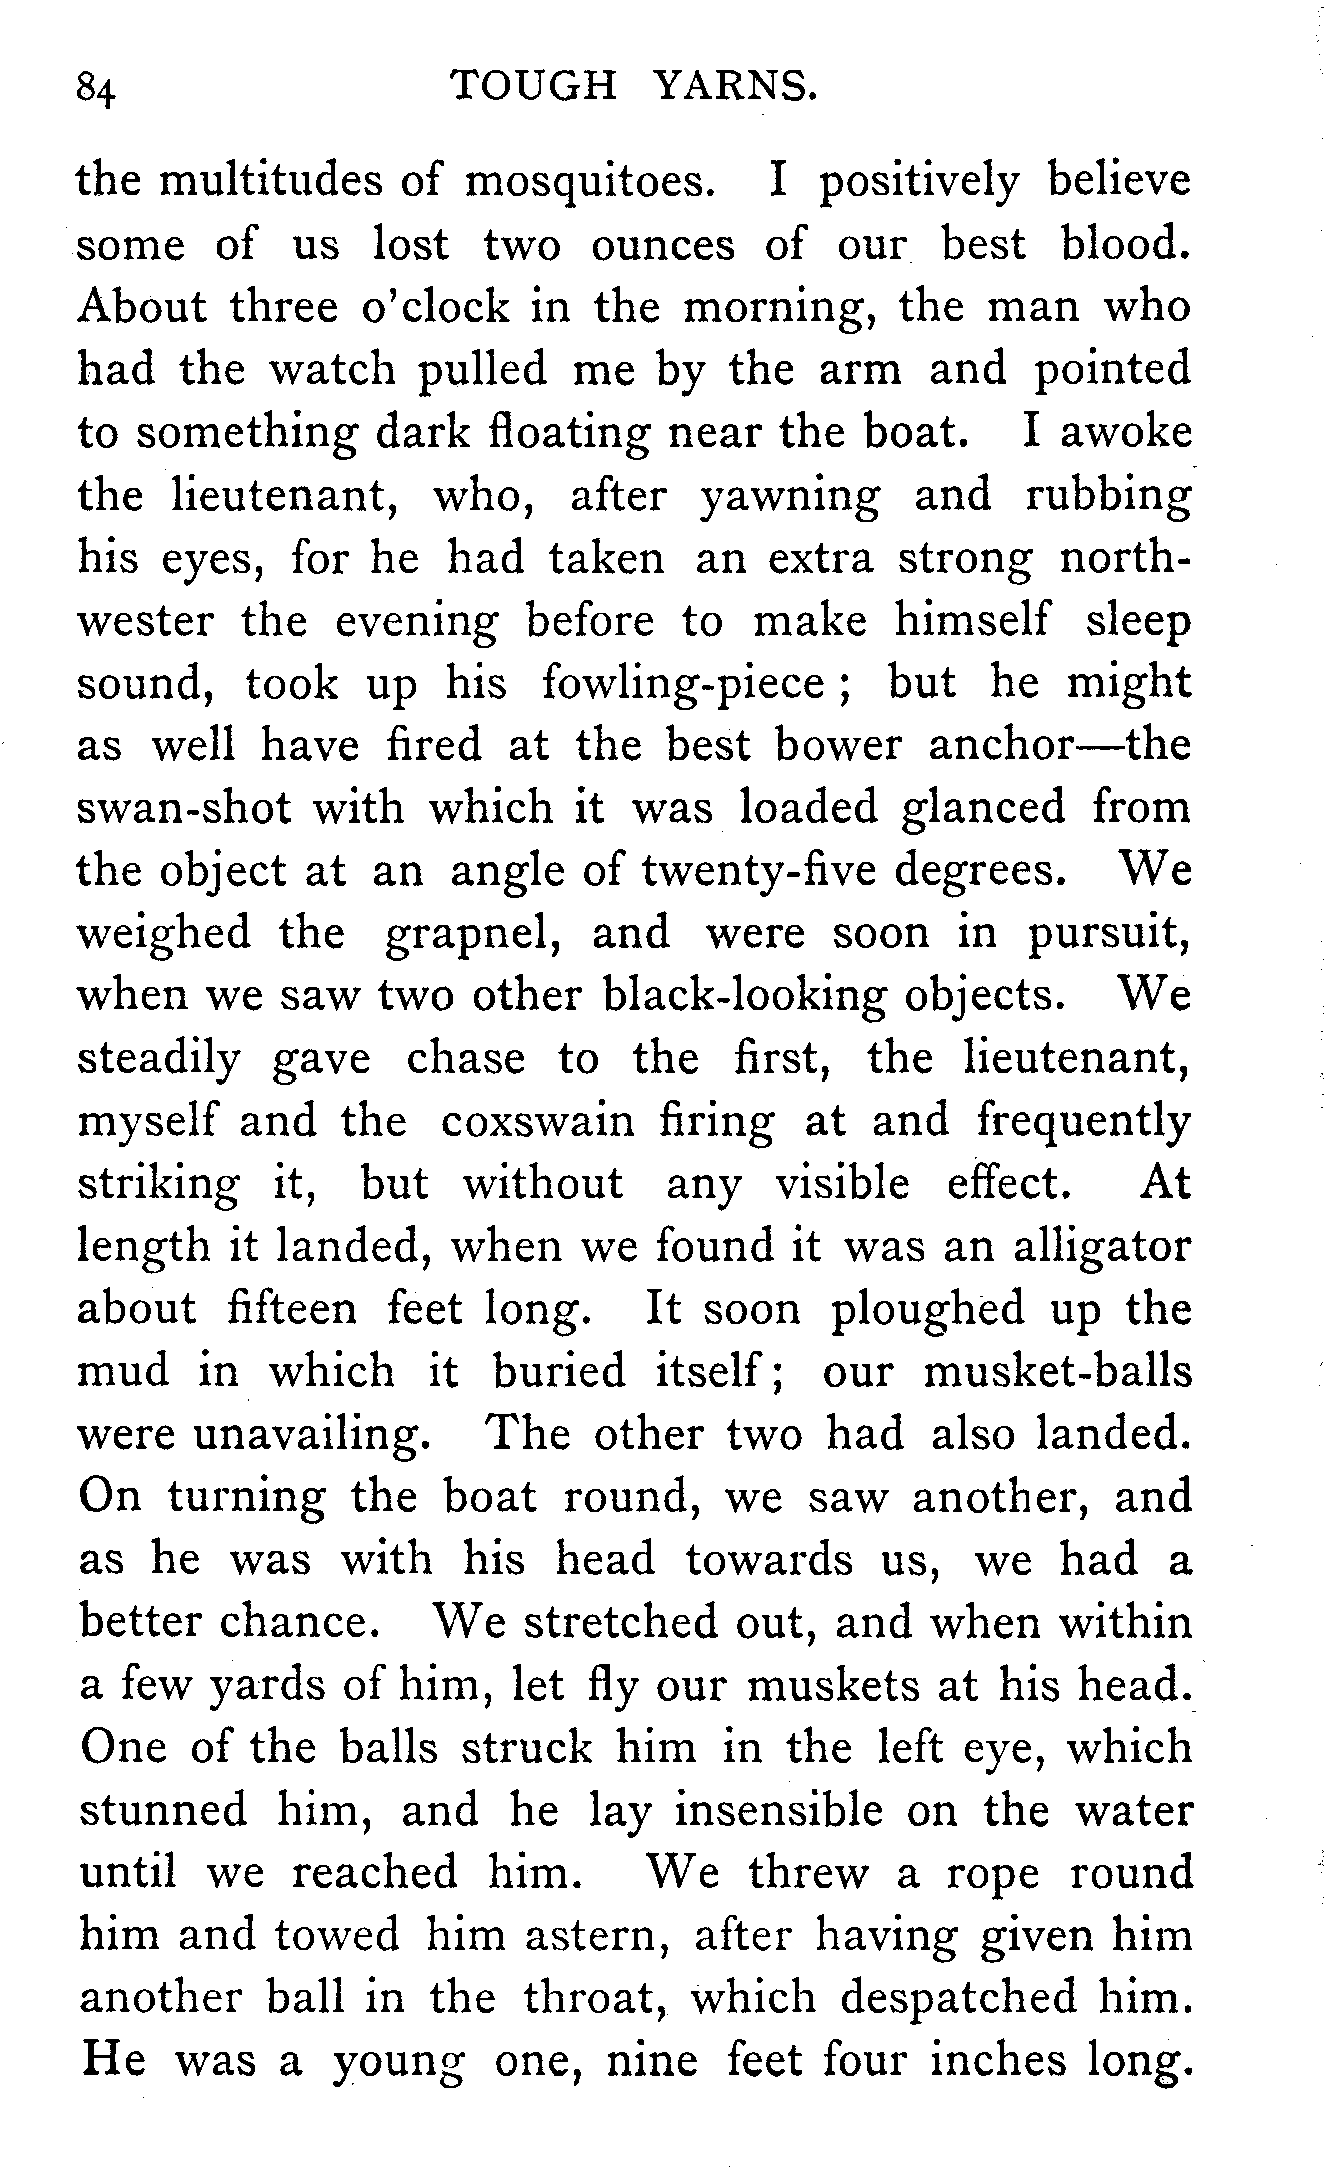 84 TOUGH YARNS.
the multitudes of mosquitoes. I positively believe
some of us lost two ounces of our best blood.
About three o'clock in the morning, the man who
had the watch pulled me by the arm and pointed
to something dark floating near the boat. I awoke
the lieutenant, who, after yawning and rubbing
his eyes, for he had taken an extra strong north-
wester the evening before to make himself sleep
sound, took up his fowling-piece; but he might
as well have fired at the best bower anchor—the
swan-shot with which it was loaded glanced from
the object at an angle of twenty-five degrees. We
weighed the grapnel, and were soon in pursuit,
when we saw two other black-looking objects. We
steadily gave chase to the first, the lieutenant,
myself and the coxswain firing at and frequently
striking it, but without any visible effect. At
length it landed, when we found it was an alligator
about fifteen feet long. It soon ploughed up the
mud in which it buried itself; our musket-balls
were unavailing. The other two had also landed.
On turning the boat round, we saw another, and
as he was with his head towards us, we had a
better chance. We stretched out, and when within
a few yards of him, let fly our muskets at his head.
One of the balls struck him in the left eye, which
stunned him, and he lay insensible on the water
until we reached him. We threw a rope round
him and towed him astern, after having given him
another ball in the throat, which despatched him.
He was a young one, nine feet four inches long.